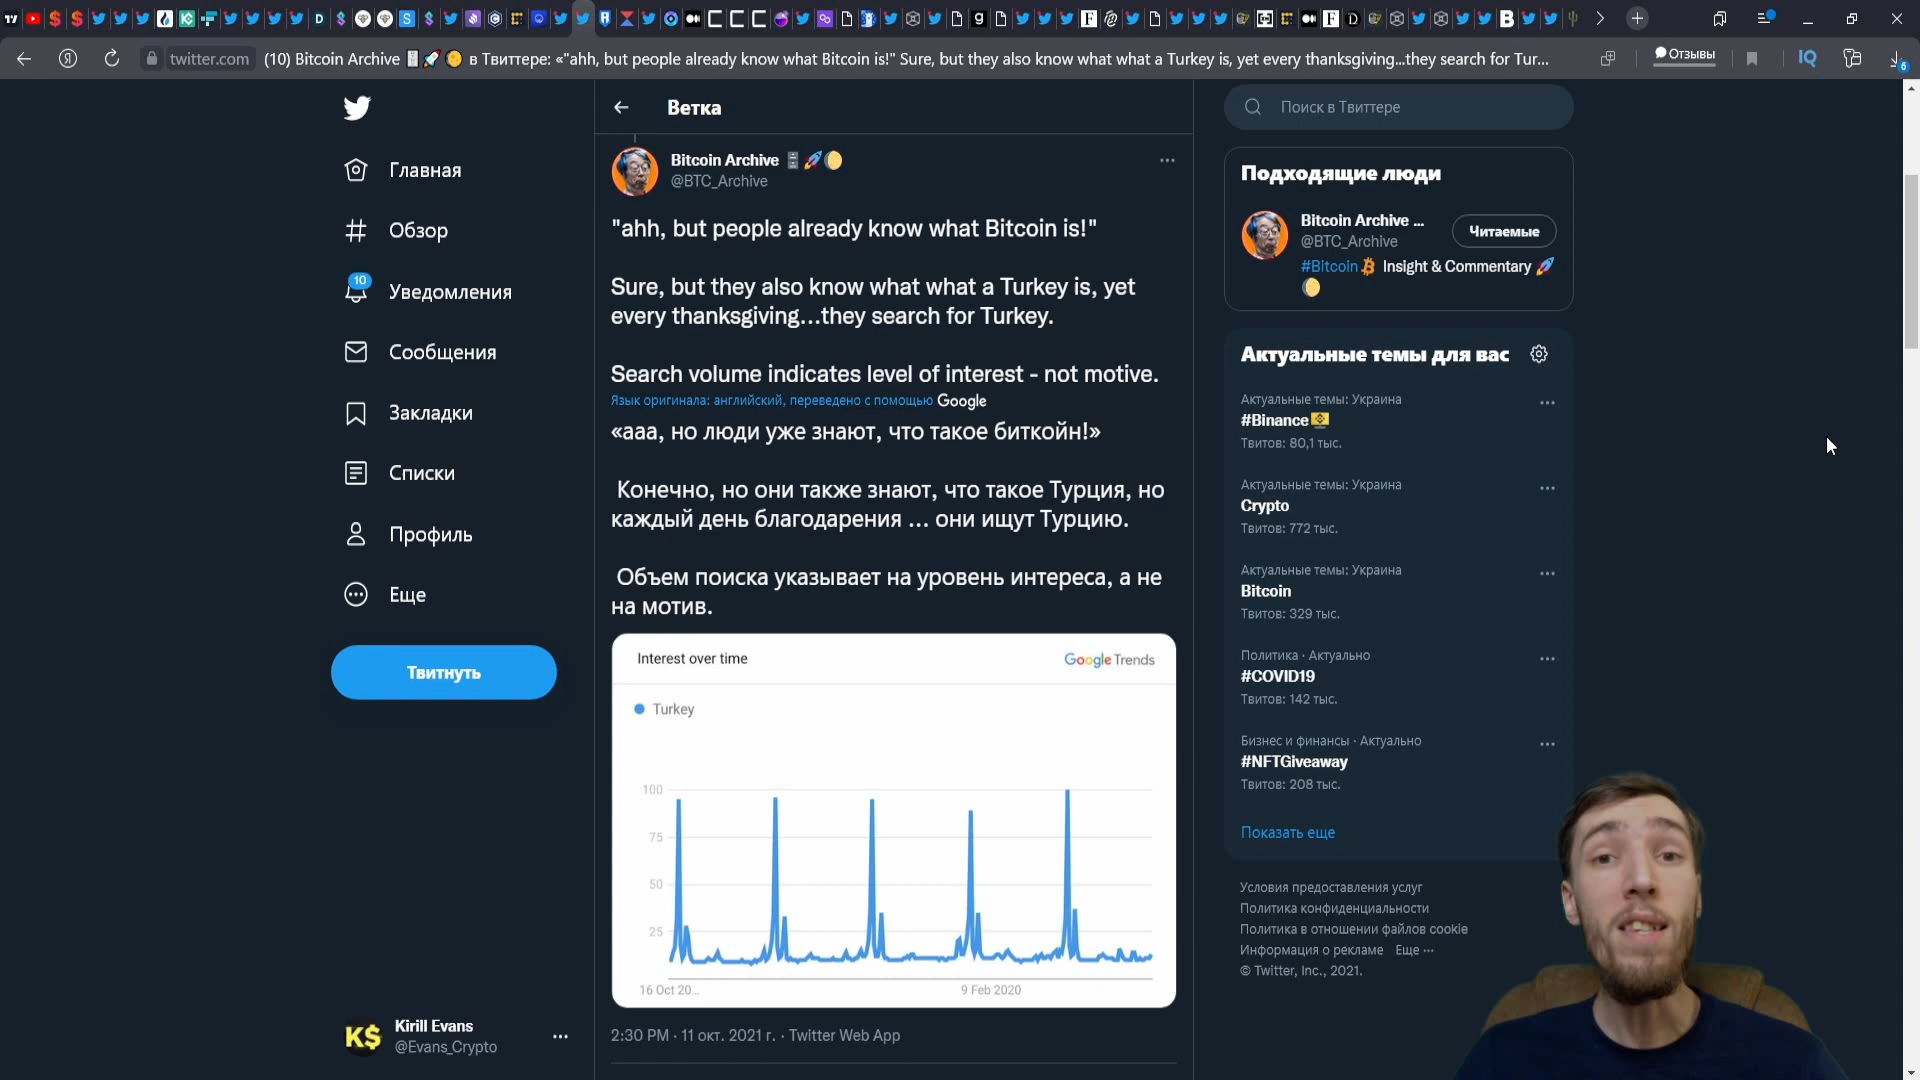 twitter.com
(10) Bitcoin Archive 🗄🚀🌕 в Твиттере: «"ahh, but people already know what Bitcoin is!" Sure, but they also know what what a Turkey is, yet every thanksgiving...they search for Tur...
Отзывы
6
Главная
Обзор
10
Уведомления
Сообщения
Закладки
Списки
Профиль
Еще
Твитнуть
Kirill Evans
@Evans_Crypto
K$
Ветка
Bitcoin Archive 🗄🚀🌔
@BTC_Archive
"ahh, but people already know what Bitcoin is!"
Sure, but they also know what what a Turkey is, yet
every thanksgiving...they search for Turkey.
Search volume indicates level of interest - not motive.
Язык оригинала: английский, переведено с помощью Google
«ааа, но люди уже знают, что такое биткойн!»
Конечно, но они также знают, что такое Турция, но
каждый день благодарения ... они ищут Турцию.
Объем поиска указывает на уровень интереса, а не
на мотив.
Interest over time
Google Trends
Turkey
100
75
50
25
16 Oct 20...
9 Feb 2020
2:30 PM · 11 окт. 2021 г. · Twitter Web App
Поиск в Твиттере
Подходящие люди
Bitcoin Archive ...
@BTC_Archive
Читаемые
#Bitcoin Insight & Commentary 🚀
🌔
Актуальные темы для вас
Актуальные темы: Украина
#Binance
Твитов: 80,1 тыс.
Актуальные темы: Украина
Crypto
Твитов: 772 тыс.
Актуальные темы: Украина
Bitcoin
Твитов: 329 тыс.
Политика · Актуально
#COVID19
Твитов: 142 тыс.
Бизнес и финансы · Актуально
#NFTGiveaway
Твитов: 208 тыс.
Показать еще
Условия предоставления услуг
Политика конфиденциальности
Политика в отношении файлов cookie
Информация о рекламе Еще ···
© Twitter, Inc., 2021.